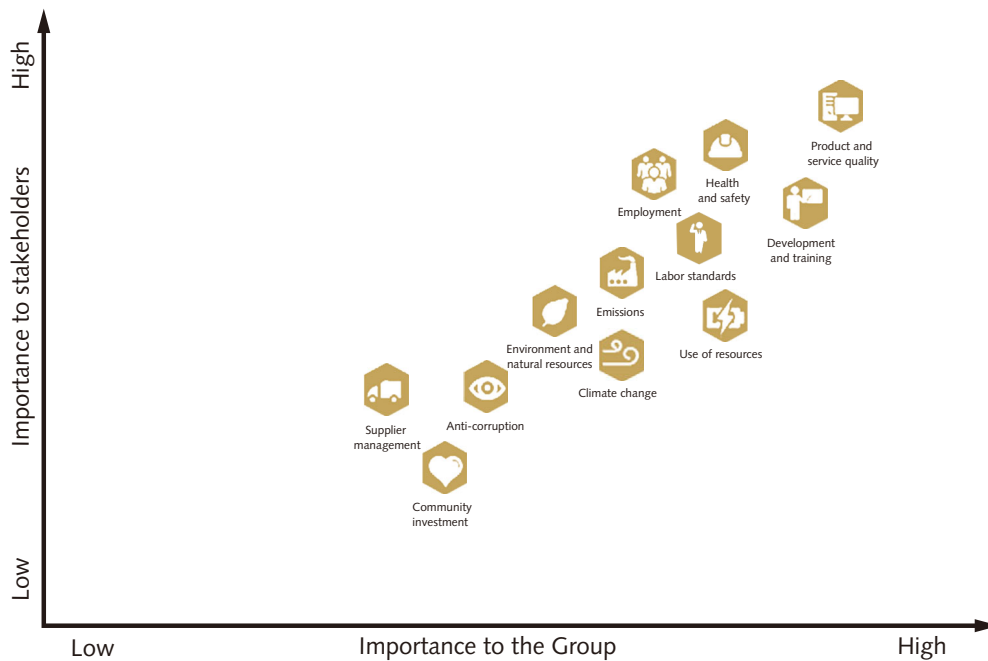 High
Importance to stakeholders
Low
Product and
service quality
Health
and safety
Employment
Development
and training
Labor standards
Emissions
Use of resources
Environment and
natural resources
Climate change
Supplier
management
Anti-corruption
Community
investment
Low
Importance to the Group
High